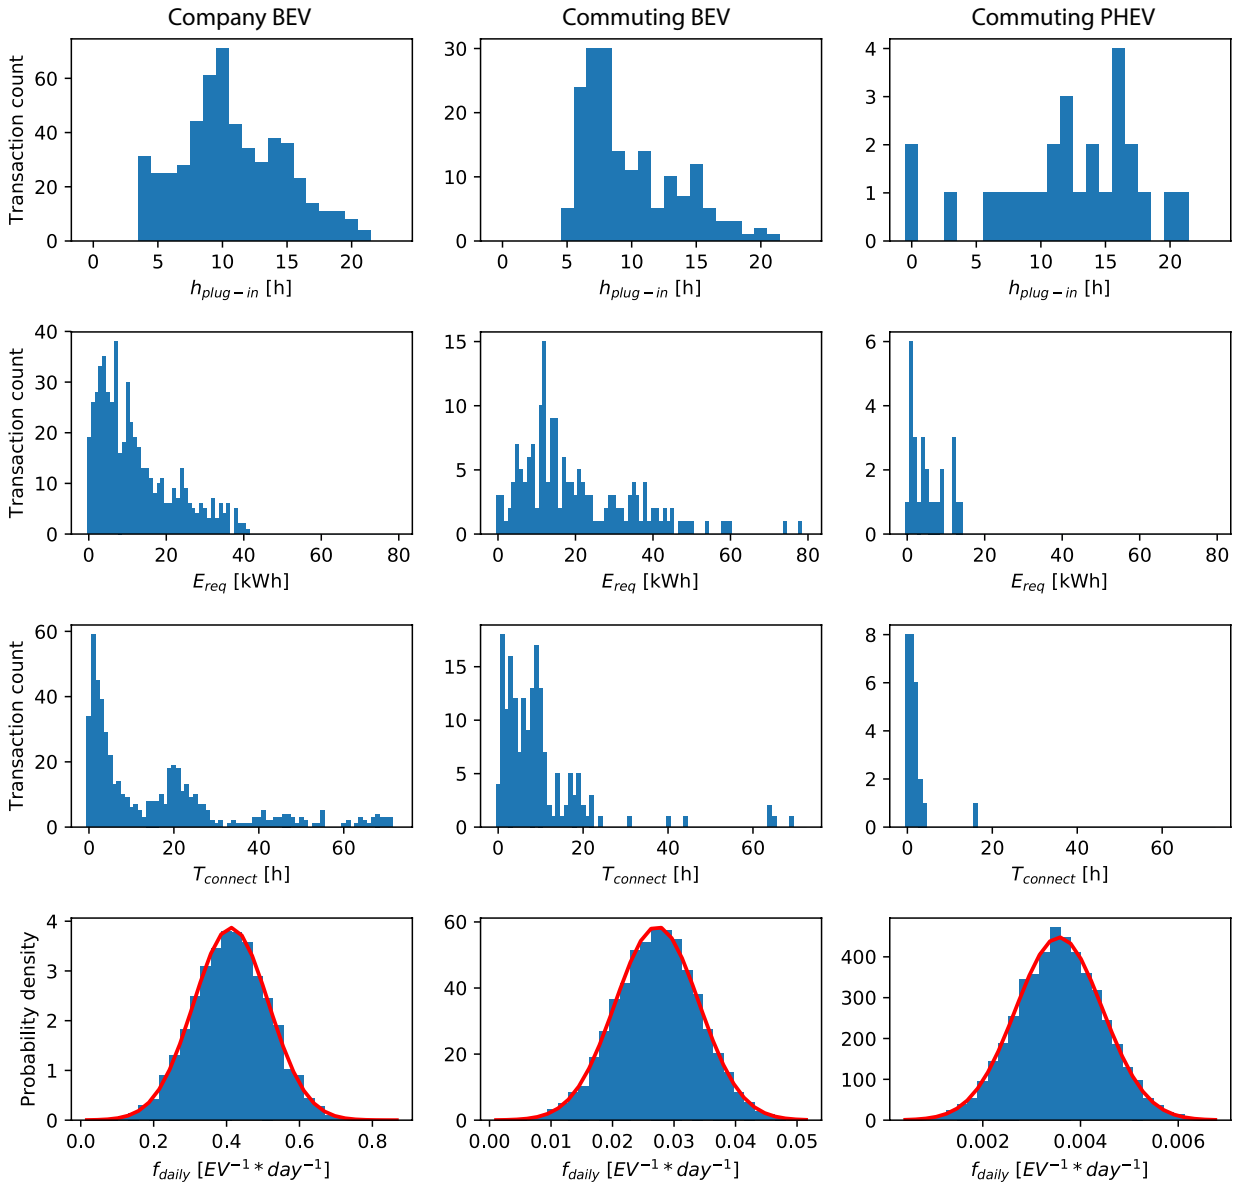 Company BEV Commuting BEV Commuting PHEV
Transaction count
60
40
20
0
0 5 10 15 20
h_plug−in [h]
30
20
10
0
0 5 10 15 20
h_plug−in [h]
4
3
2
1
0
0 5 10 15 20
h_plug−in [h]
Transaction count
40
30
20
10
0
0 20 40 60 80
E_req [kWh]
15
10
5
0
0 20 40 60 80
E_req [kWh]
6
4
2
0
0 20 40 60 80
E_req [kWh]
Transaction count
60
40
20
0
0 20 40 60
T_connect [h]
15
10
5
0
0 20 40 60
T_connect [h]
8
6
4
2
0
0 20 40 60
T_connect [h]
Probability density
4
3
2
1
0
0.0 0.2 0.4 0.6 0.8
f_daily [EV⁻¹ * day⁻¹]
60
40
20
0
0.00 0.01 0.02 0.03 0.04 0.05
f_daily [EV⁻¹ * day⁻¹]
400
300
200
100
0
0.002 0.004 0.006
f_daily [EV⁻¹ * day⁻¹]